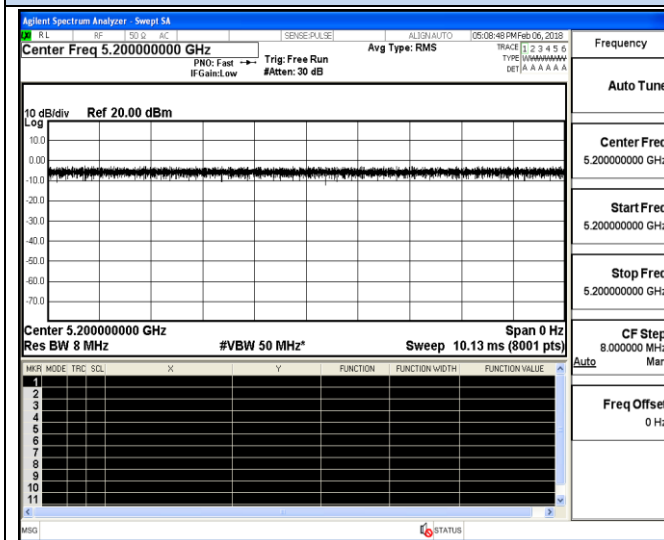 Agilent Spectrum Analyzer - Swept SA
RL RF 50 Ω AC SENSE:PULSE ALIGNAUTO 05:08:48 PM Feb 06, 2018
Center Freq 5.200000000 GHz
Avg Type: RMS
TRACE 1 2 3 4 5 6
PNO: Fast Trig: Free Run
TYPE WWWWWW
IFGain:Low #Atten: 30 dB
DET A A A A A A
10 dB/div Ref 20.00 dBm
Log
10.0
0.00
-10.0
-20.0
-30.0
-40.0
-50.0
-60.0
-70.0
Center 5.200000000 GHz Span 0 Hz
Res BW 8 MHz #VBW 50 MHz* Sweep 10.13 ms (8001 pts)
MKR MODE TRC SCL X Y FUNCTION FUNCTION WIDTH FUNCTION VALUE
1
2
3
4
5
6
7
8
9
10
11
MSG STATUS
Frequency
Auto Tune
Center Freq
5.200000000 GHz
Start Freq
5.200000000 GHz
Stop Freq
5.200000000 GHz
CF Step
8.000000 MHz
Auto Man
Freq Offset
0 Hz